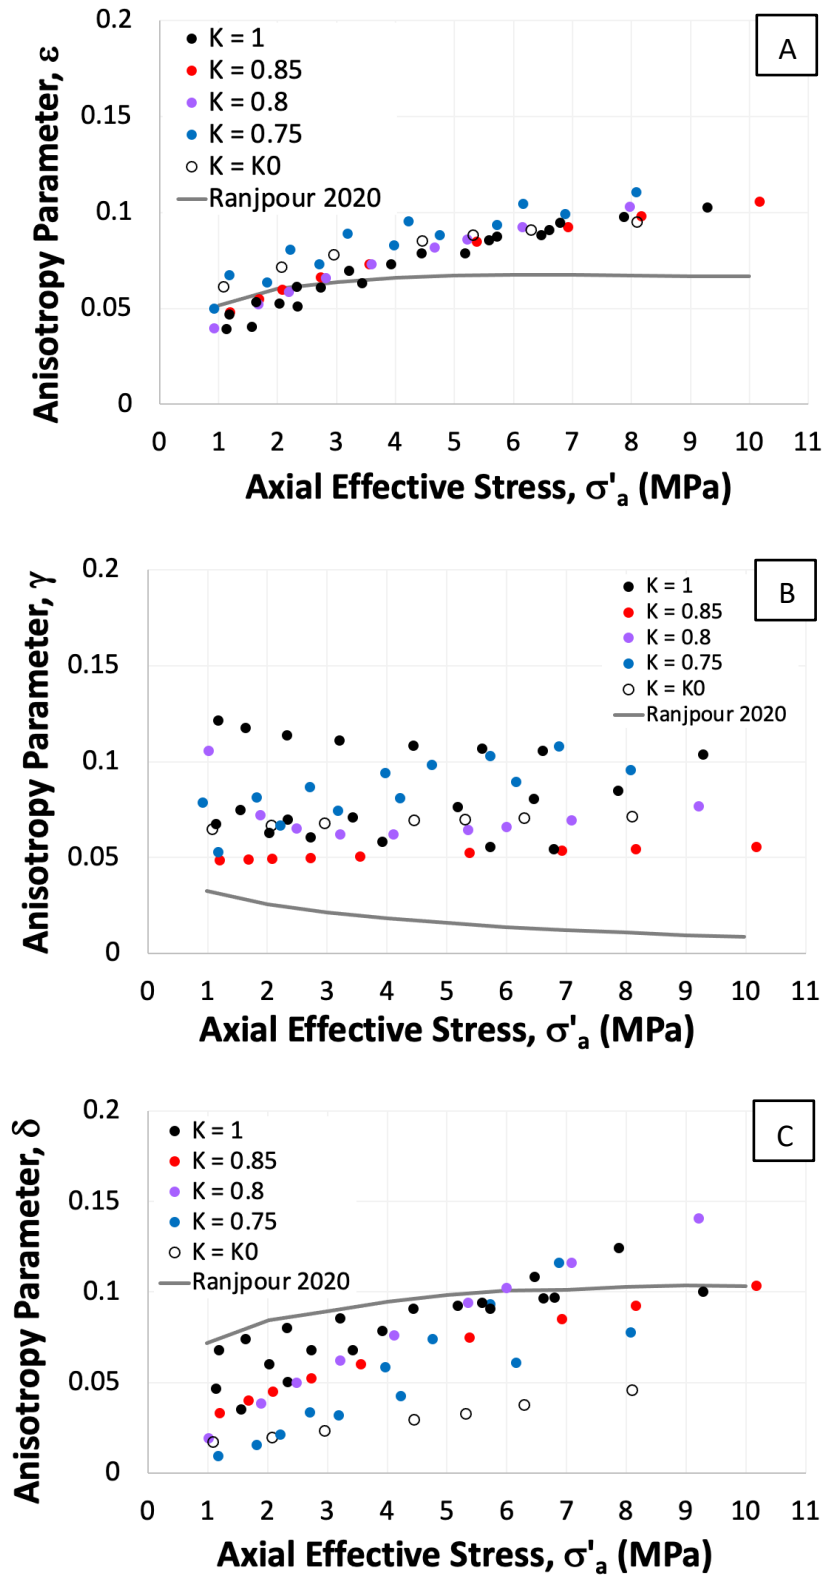 0.2
A
K = 1
K = 0.85
0.15
K = 0.8
K = 0.75
K = K0
0.1
Ranjpour 2020
0.05
0
0 1 2 3 4 5 6 7 8 9 10 11
Anisotropy Parameter, ε
Axial Effective Stress, σ'a (MPa)
0.2
B
K = 1
K = 0.85
K = 0.8
0.15
K = 0.75
K = K0
Ranjpour 2020
0.1
0.05
0
0 1 2 3 4 5 6 7 8 9 10 11
Anisotropy Parameter, γ
Axial Effective Stress, σ'a (MPa)
0.2
C
K = 1
K = 0.85
0.15
K = 0.8
K = 0.75
K = K0
Ranjpour 2020
0.1
0.05
0
0 1 2 3 4 5 6 7 8 9 10 11
Anisotropy Parameter, δ
Axial Effective Stress, σ'a (MPa)